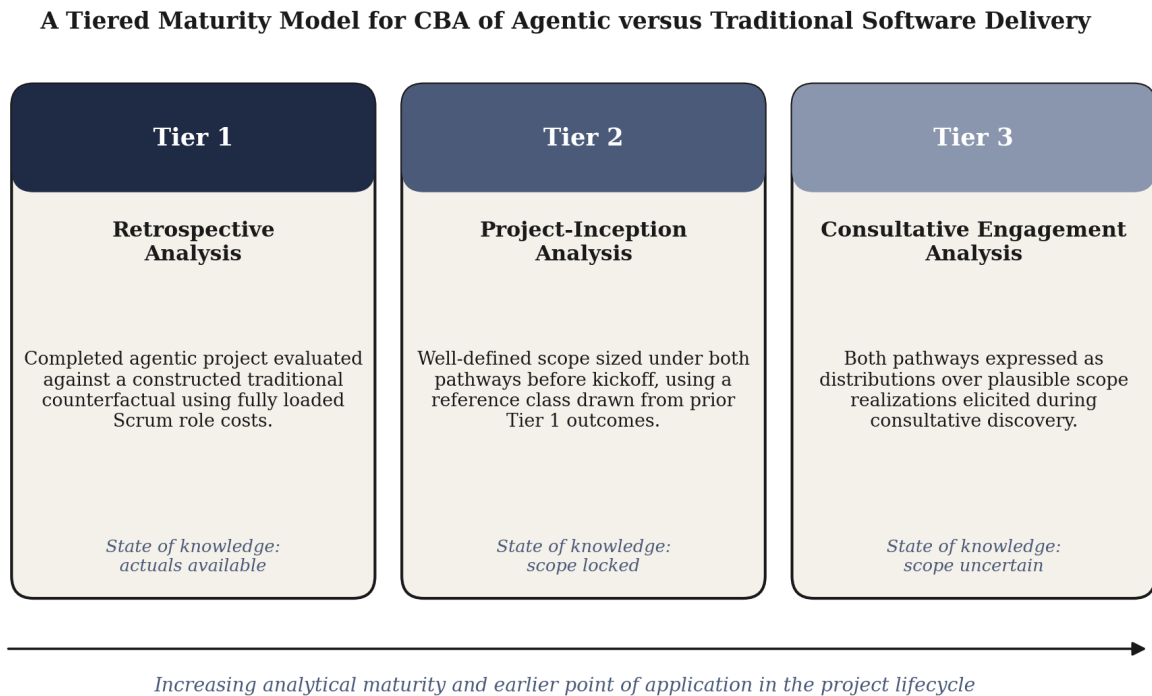 A Tiered Maturity Model for CBA of Agentic versus Traditional Software Delivery
Tier 1
Retrospective
Analysis
Completed agentic project evaluated
against a constructed traditional
counterfactual using fully loaded
Scrum role costs.
State of knowledge:
actuals available
Tier 2
Project-Inception
Analysis
Well-defined scope sized under both
pathways before kickoff, using a
reference class drawn from prior
Tier 1 outcomes.
State of knowledge:
scope locked
Tier 3
Consultative Engagement
Analysis
Both pathways expressed as
distributions over plausible scope
realizations elicited during
consultative discovery.
State of knowledge:
scope uncertain
Increasing analytical maturity and earlier point of application in the project lifecycle